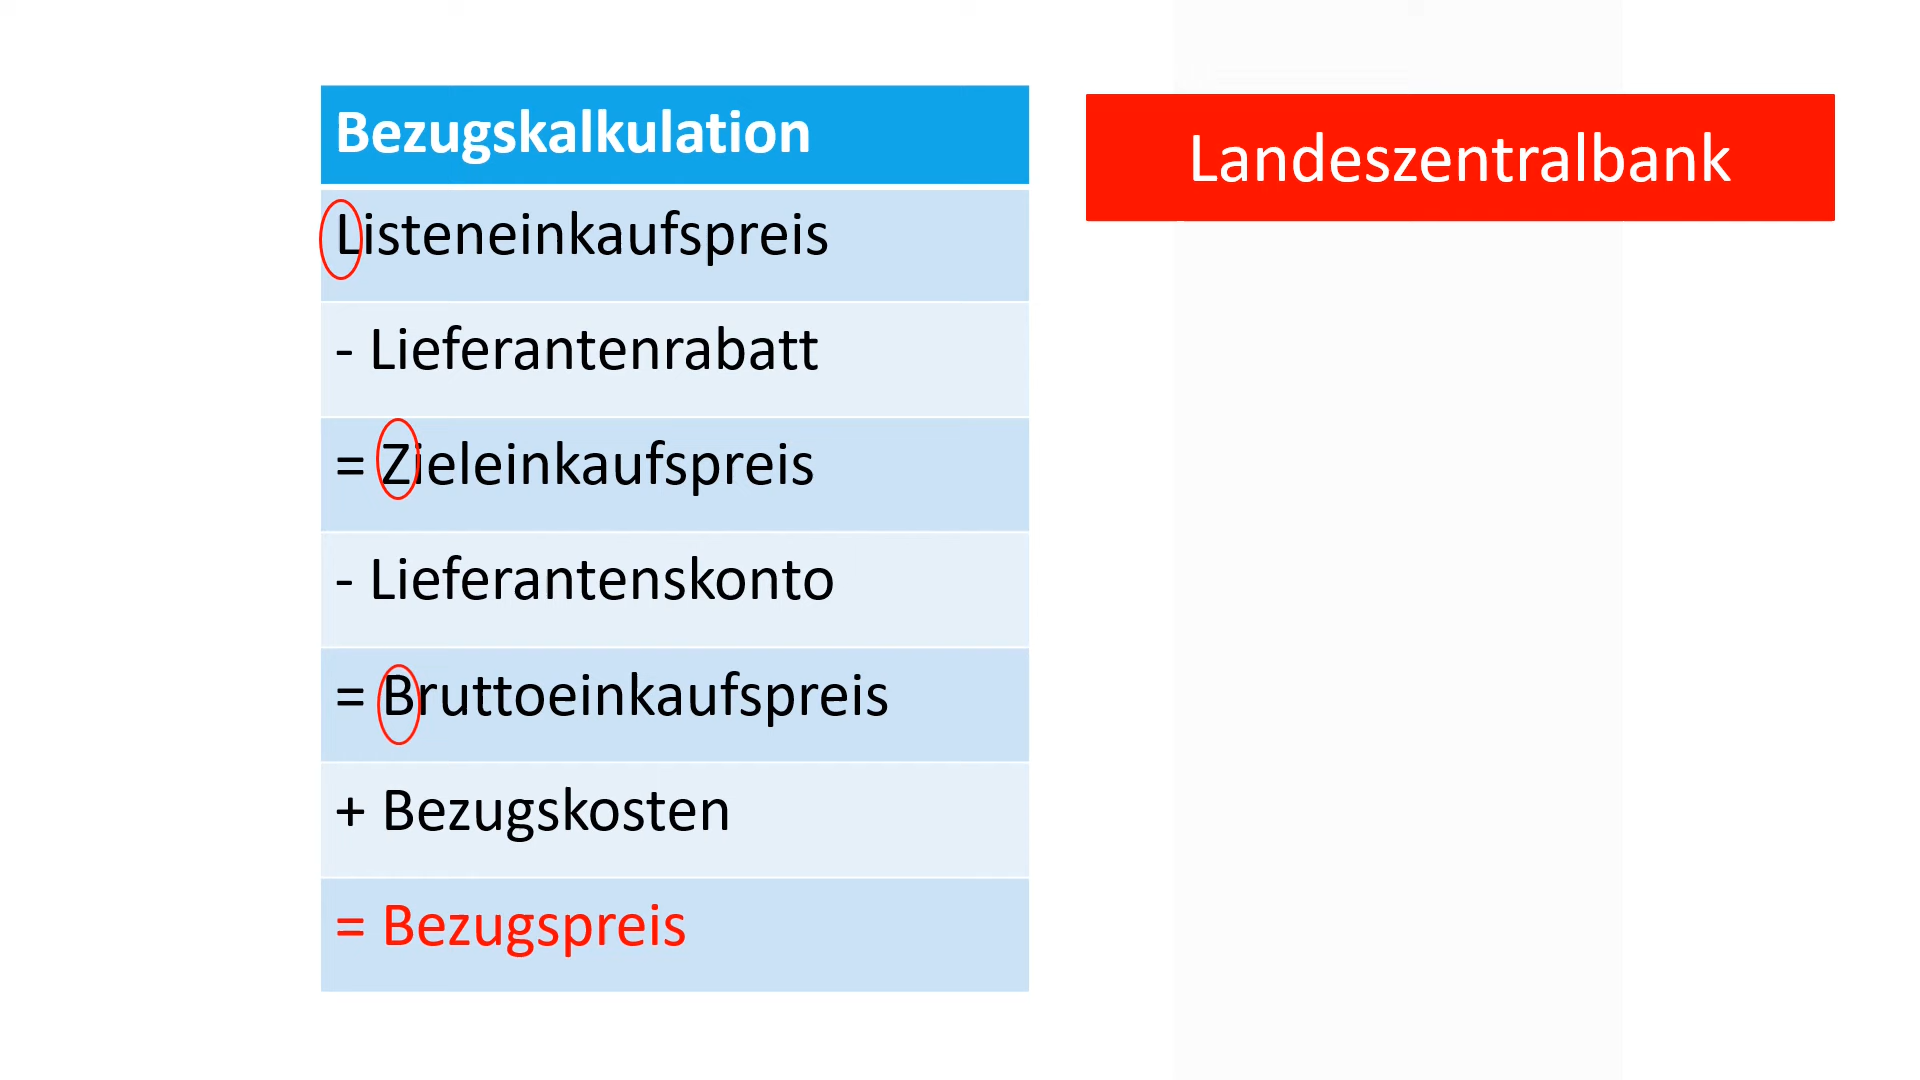 Bezugskalkulation
Listeneinkaufspreis
- Lieferantenrabatt
= Zieleinkaufspreis
- Lieferantenskonto
= Bruttoeinkaufspreis
+ Bezugskosten
= Bezugspreis
Landeszentralbank